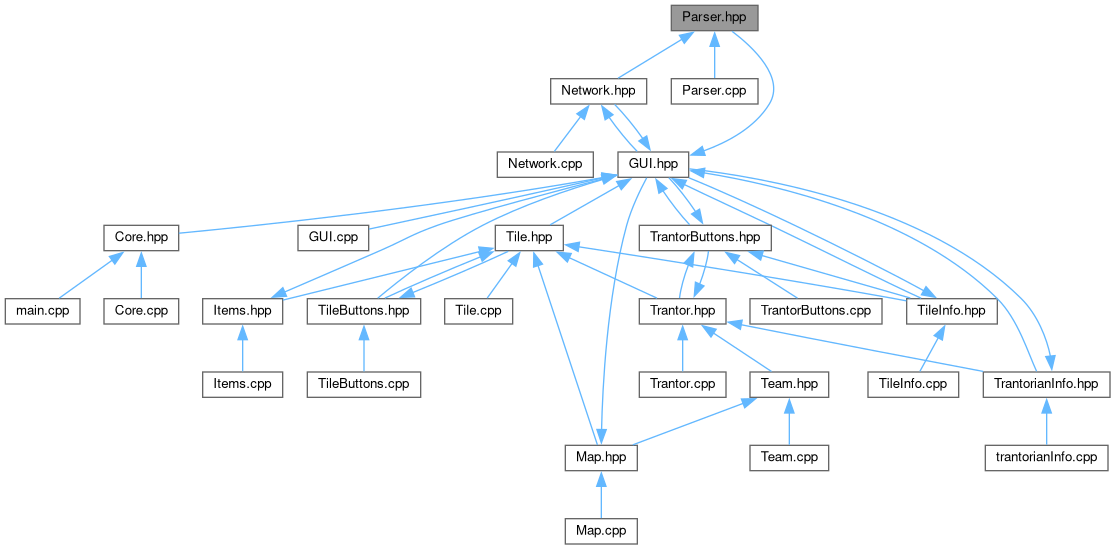 Parser.hpp
Network.hpp
Parser.cpp
Network.cpp
GUI.hpp
Core.hpp
GUI.cpp
Tile.hpp
TrantorButtons.hpp
main.cpp
Core.cpp
Items.hpp
TileButtons.hpp
Tile.cpp
Trantor.hpp
TrantorButtons.cpp
TileInfo.hpp
Items.cpp
TileButtons.cpp
Trantor.cpp
Team.hpp
TileInfo.cpp
TrantorianInfo.hpp
Map.hpp
Team.cpp
trantorianInfo.cpp
Map.cpp